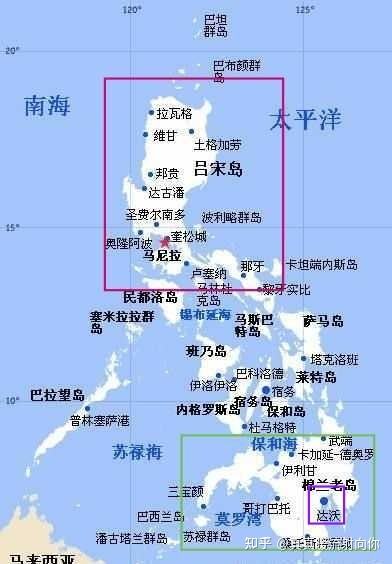 120°
125°
巴坦
群岛
20°
巴布颜群
岛
南海
太平洋
拉瓦格
維甘
土格加劳
吕宋岛
邦贵
达古潘
圣费尔南多
波利略群岛
15°
奥隆阿波
奎松城
马尼拉
卢塞纳
那牙
卡坦端内斯岛
民都洛岛
马林杜
克岛
黎牙实比
塞米拉拉群
岛
锡布延海
马斯巴
特岛
萨马岛
班乃岛
塔克洛班
巴科洛德
莱特岛
伊洛伊洛
宿务
巴拉望岛
宿务岛
10°
内格罗斯岛
保和岛
普林塞萨港
杜马格特
苏禄海
保和海
武端
卡加延-德奥罗
伊利甘
棉兰老岛
三宝颜
哥打巴托
达沃
巴西兰岛
莫罗湾
潘古塔兰群岛
苏禄群岛
马来西亚
知乎